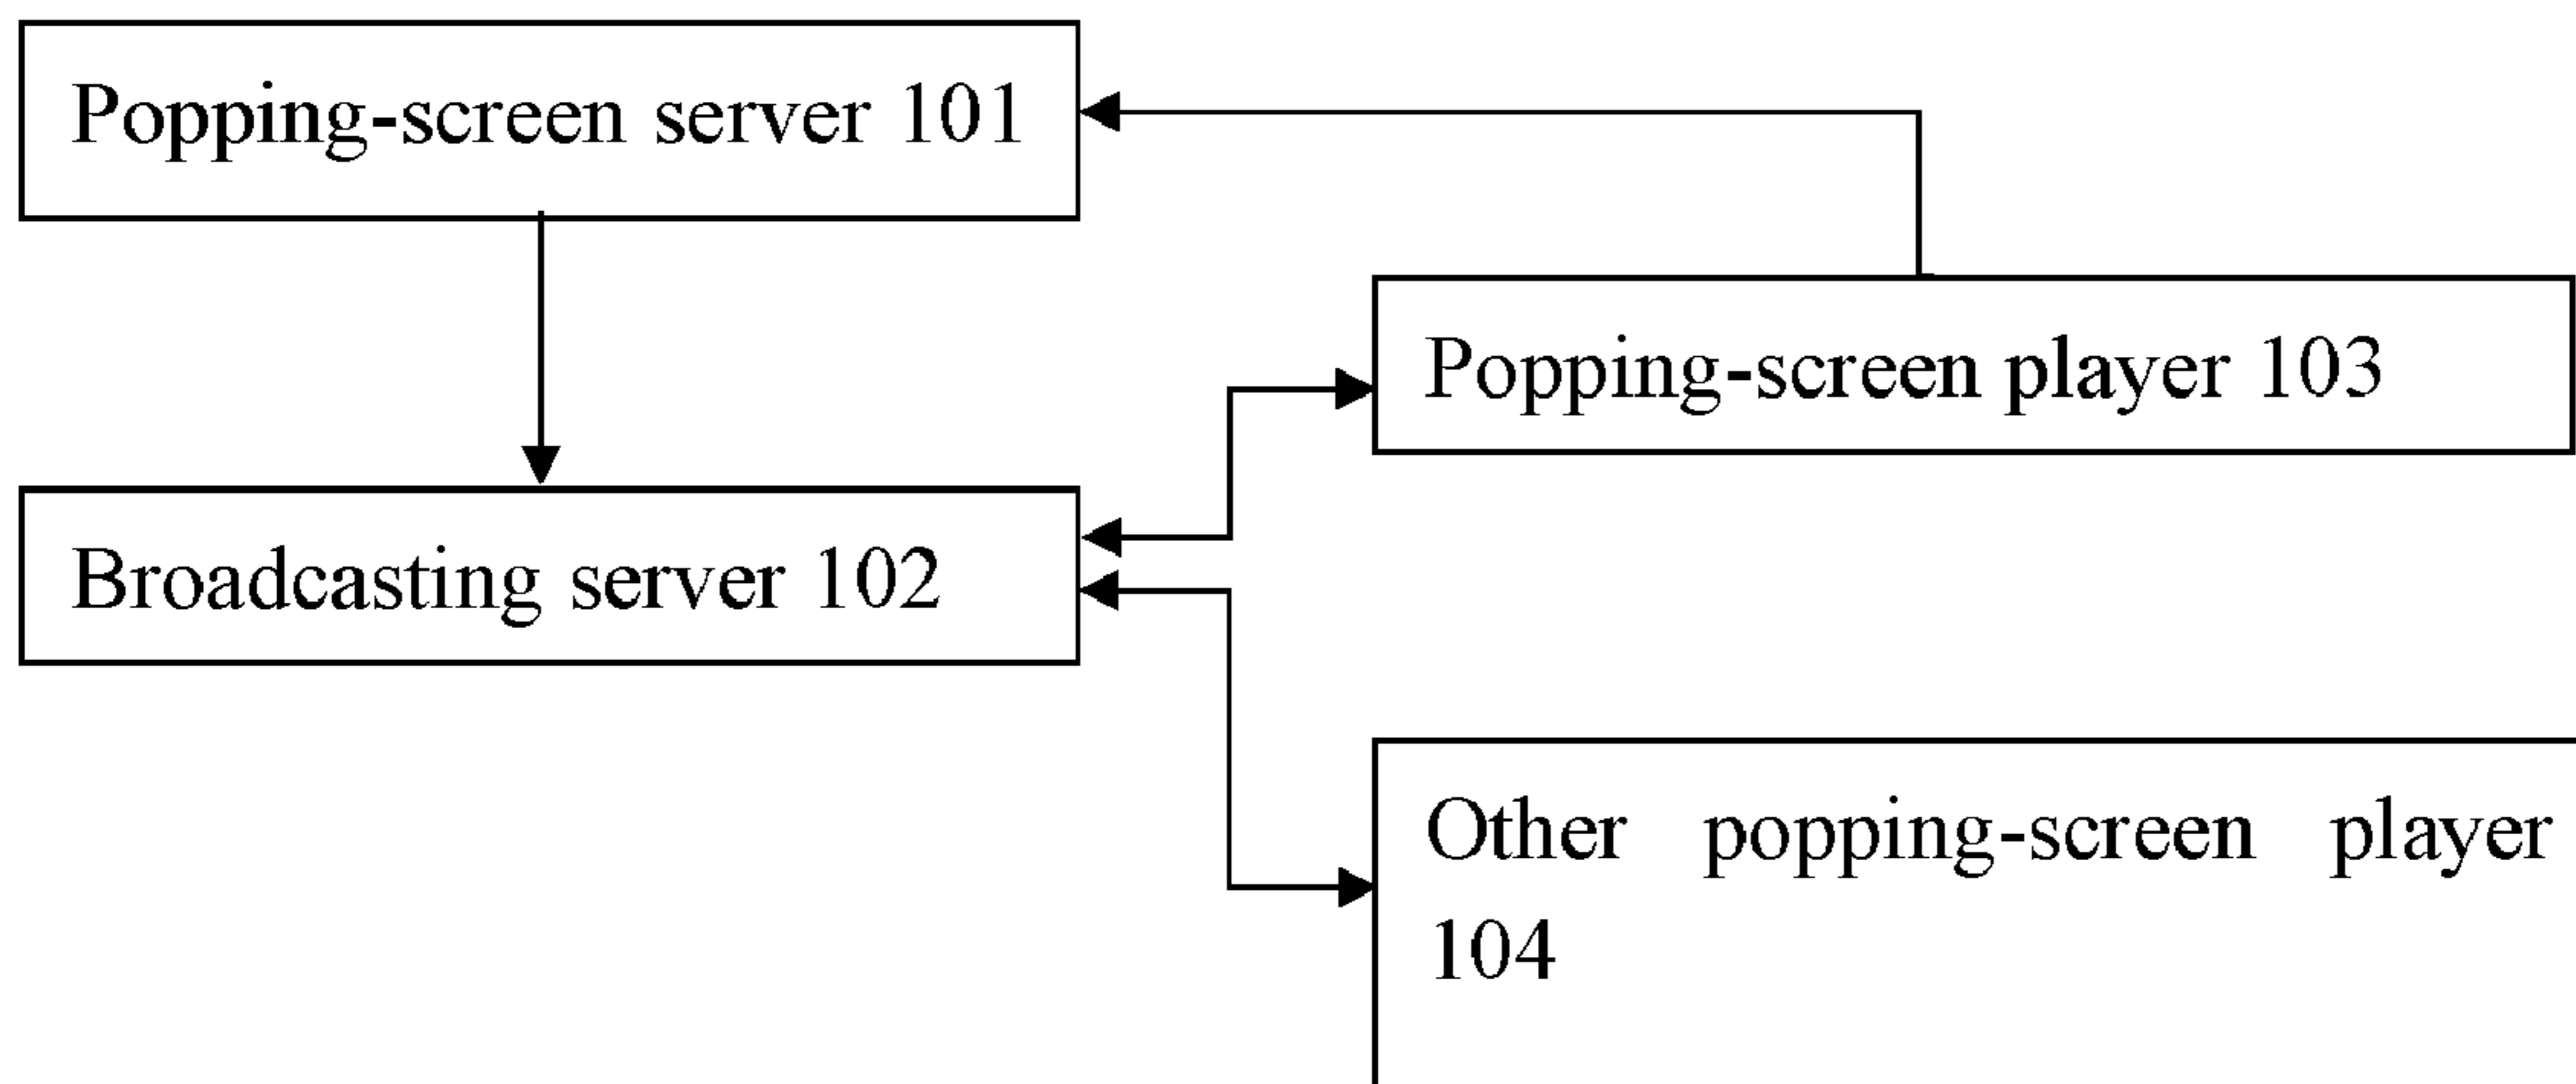 Popping-screen server 101
Popping-screen player 103
Broadcasting server 102
Other popping-screen player
104